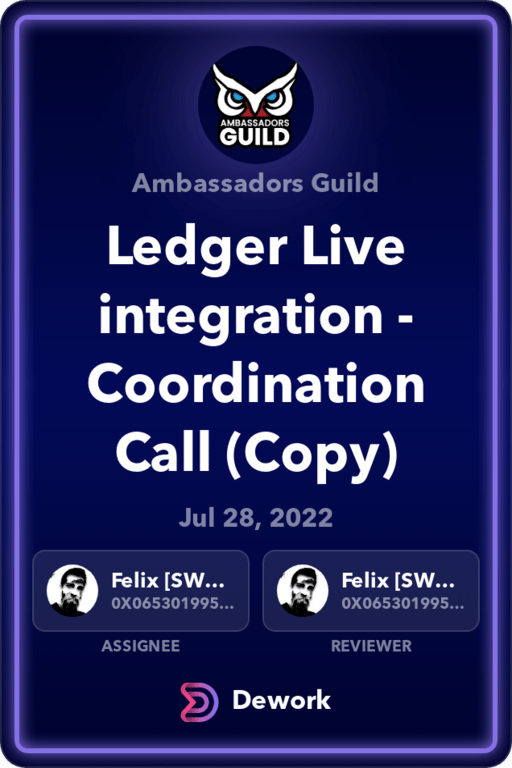 AMBASSADORS
GUILD
Ambassadors Guild
Ledger Live
integration -
Coordination
Call (Copy)
Jul 28, 2022
Felix [SW...
0X065301995...
Felix [SW...
0X065301995...
ASSIGNEE
REVIEWER
Dework